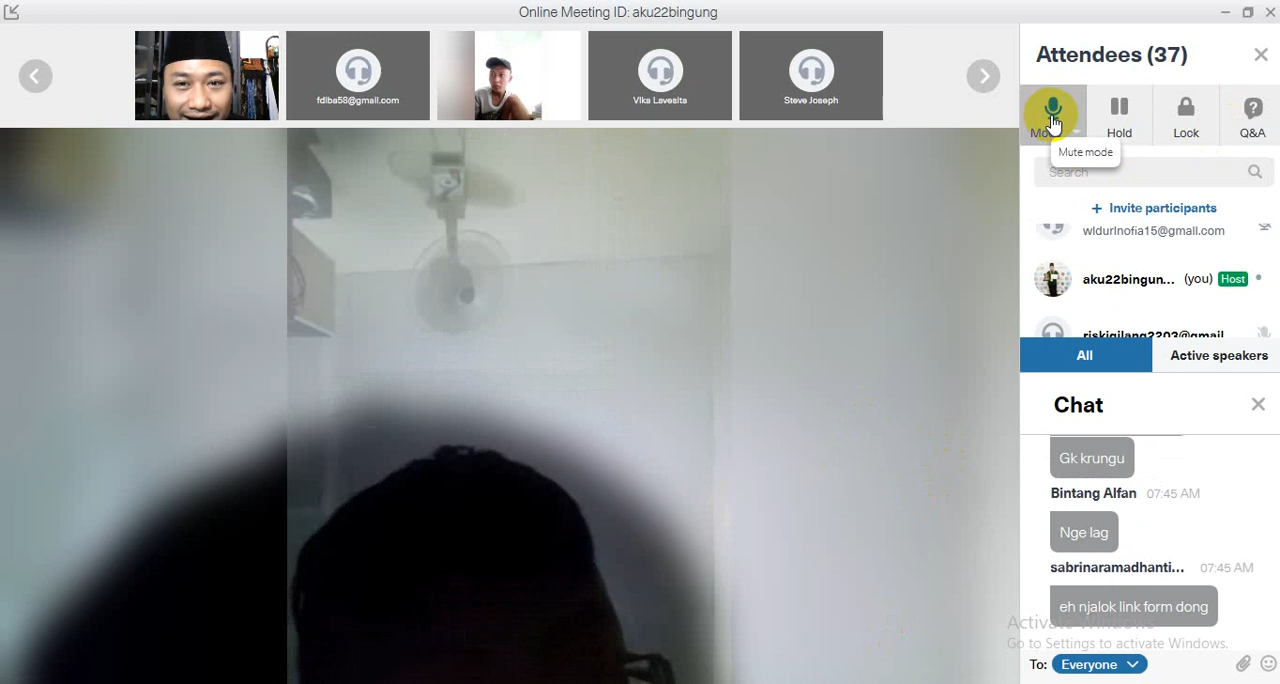 Online Meeting ID: aku22bingung
fdlba58@gmail.com
Vika Lavesita
Steve Joseph
Attendees (37)
Hold
Lock
Q&A
Mute mode
Search
+ Invite participants
wldurlnofia15@gmail.com
aku22bingun... (you) Host
riskigilang2203@gmail
All
Active speakers
Chat
Gk krungu
Bintang Alfan 07:45 AM
Nge lag
sabrinaramadhanti... 07:45 AM
eh njalok link form dong
Activate Windows
Go to Settings to activate Windows.
To: Everyone